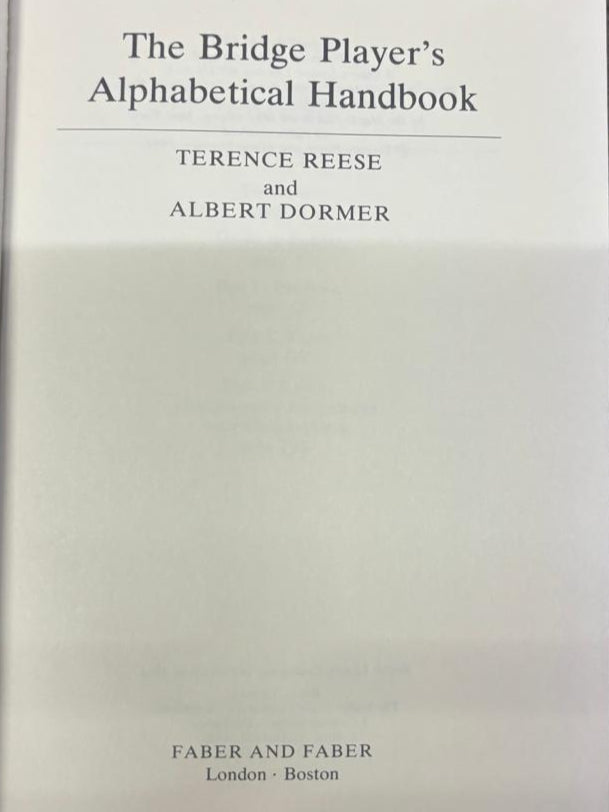 The Bridge Player's
Alphabetical Handbook
TERENCE REESE
and
ALBERT DORMER
FABER AND FABER
London · Boston